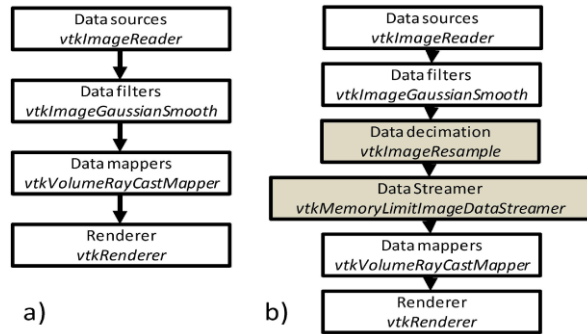 Data sources
vtkImageReader
Data filters
vtkImageGaussianSmooth
Data mappers
vtkVolumeRayCastMapper
Renderer
vtkRenderer
a)
Data sources
vtkImageReader
Data filters
vtkImageGaussianSmooth
Data decimation
vtkImageResample
Data Streamer
vtkMemoryLimitImageDataStreamer
Data mappers
vtkVolumeRayCastMapper
Renderer
vtkRenderer
b)